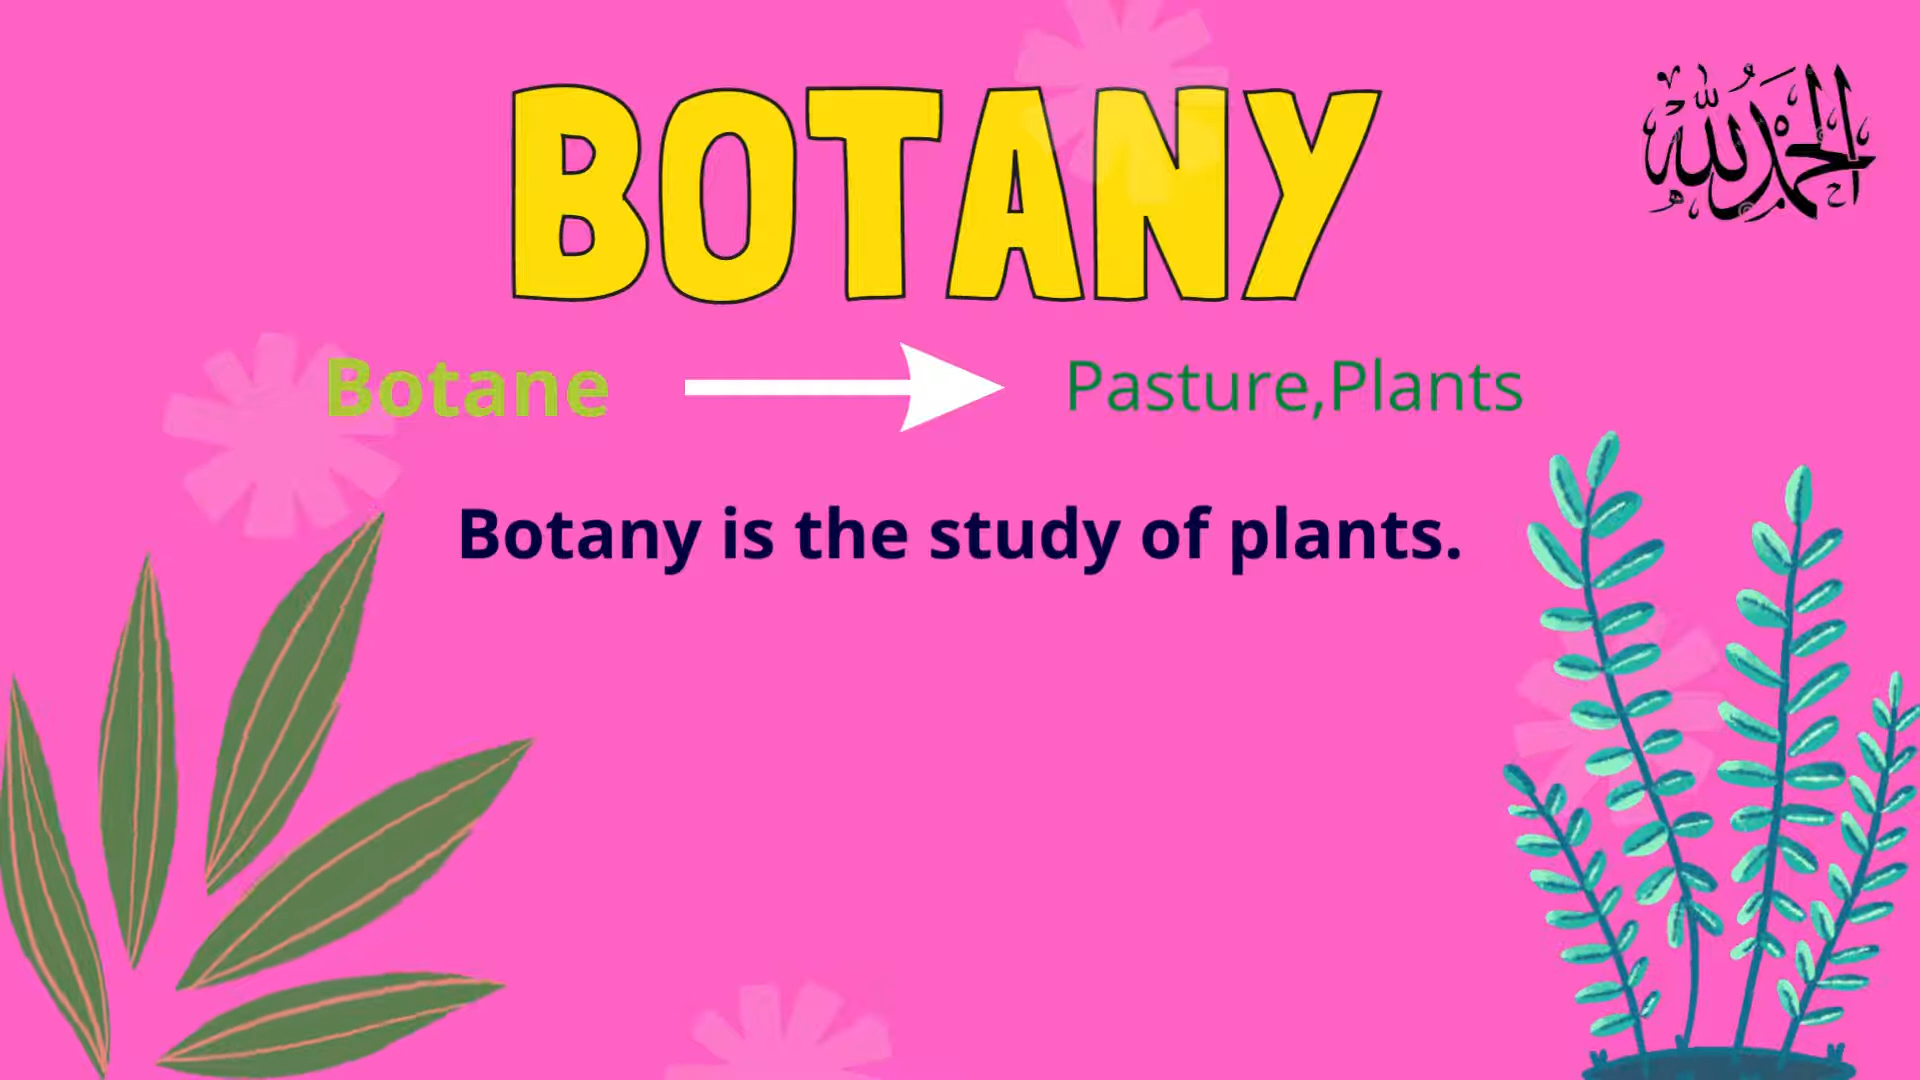 BOTANY
الحمد لله
Botane
Pasture,Plants
Botany is the study of plants.